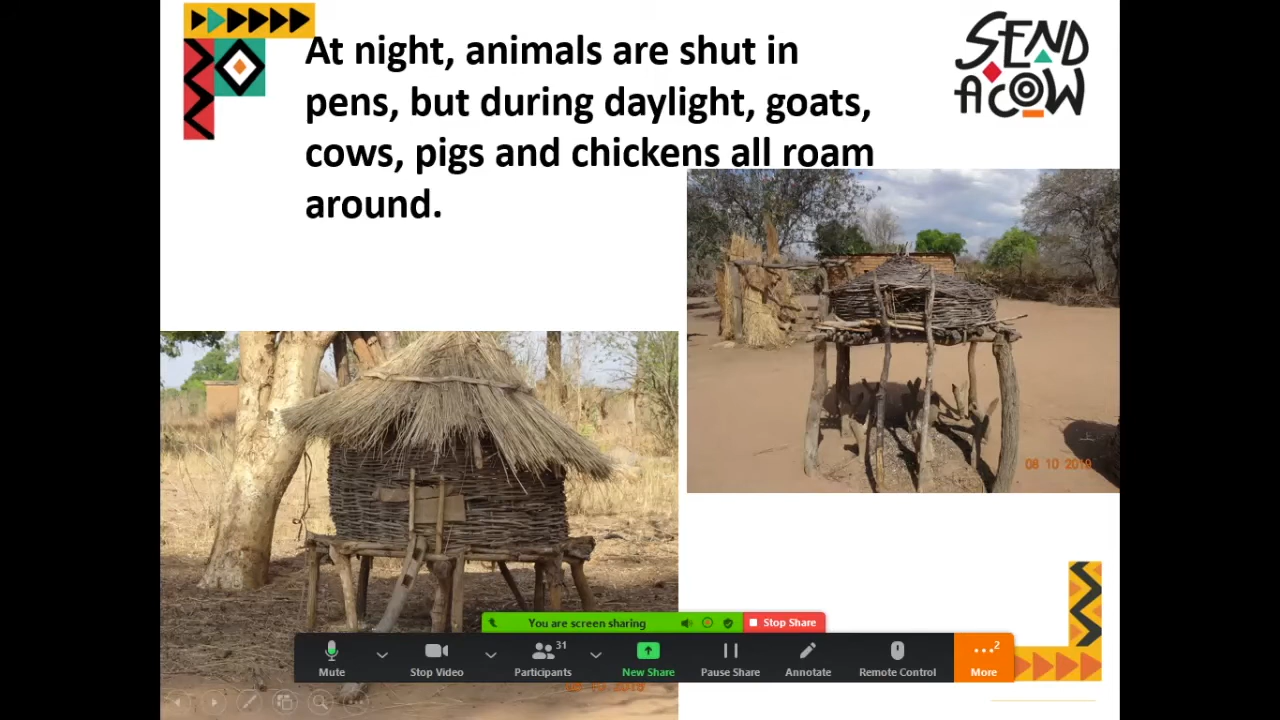 At night, animals are shut in
pens, but during daylight, goats,
cows, pigs and chickens all roam
around.
SEND
A COW
08 10 2019
You are screen sharing
Stop Share
Mute
Stop Video
31
Participants
New Share
Pause Share
Annotate
Remote Control
2
More